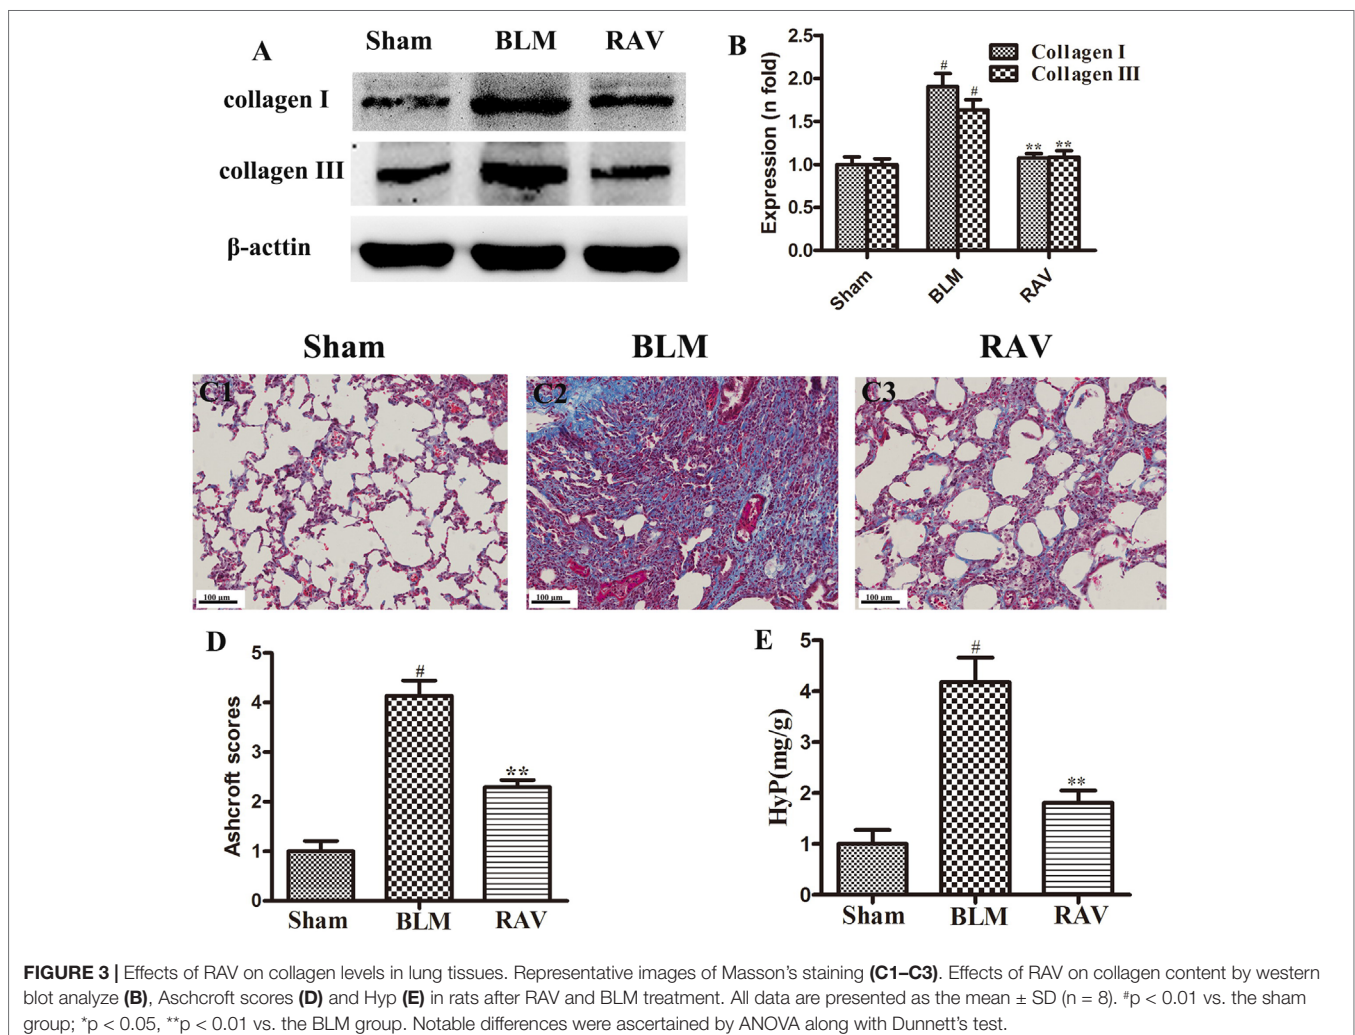 A
Sham BLM RAV
collagen I
collagen III
β-acttin
B
Expression (n fold)
2.5
2.0
1.5
1.0
0.5
0.0
Collagen I
Collagen III
#
#
** **
Sham
BLM
RAV
Sham BLM RAV
C1
C2
C3
100 μm
100 μm
100 μm
D
Ashcroft scores
5
4
3
2
1
0
#
**
Sham BLM RAV
E
HyP(mg/g)
5
4
3
2
1
0
#
**
Sham BLM RAV
FIGURE 3 | Effects of RAV on collagen levels in lung tissues. Representative images of Masson's staining (C1–C3). Effects of RAV on collagen content by western
blot analyze (B), Aschcroft scores (D) and Hyp (E) in rats after RAV and BLM treatment. All data are presented as the mean ± SD (n = 8). #p < 0.01 vs. the sham
group; *p < 0.05, **p < 0.01 vs. the BLM group. Notable differences were ascertained by ANOVA along with Dunnett's test.